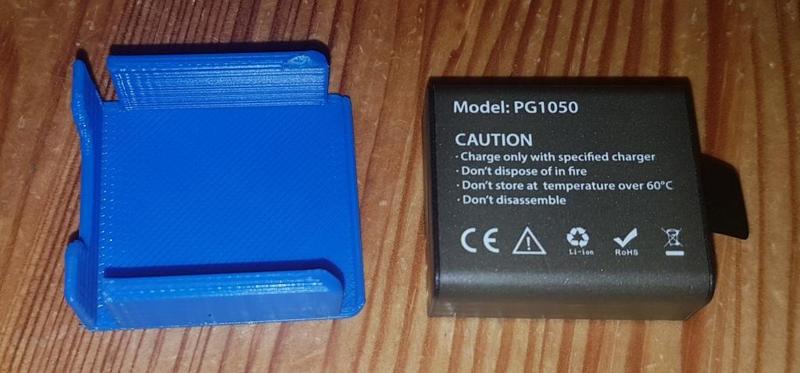 Model: PG1050
CAUTION
· Charge only with specified charger
· Don't dispose of in fire
· Don't store at temperature over 60°C
· Don't disassemble
CE
Li-ion
RoHS